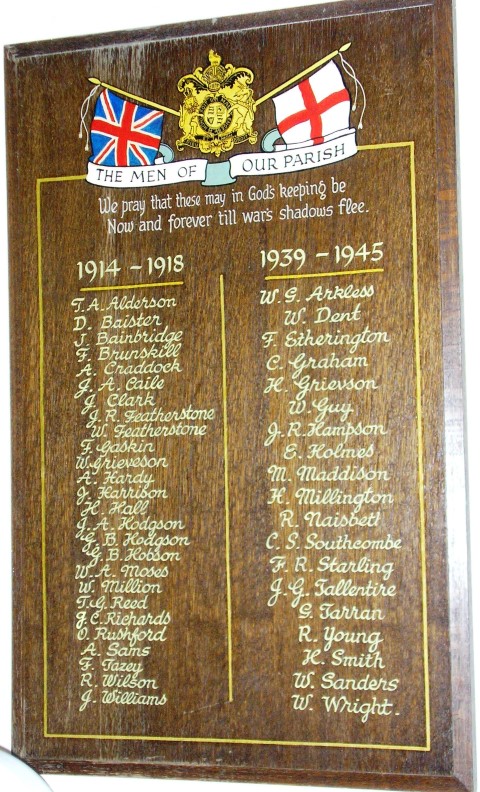 THE MEN OF OUR PARISH
We pray that these may in God's keeping be
Now and forever till war's shadows flee.
1914 - 1918
T. A. Alderson
D. Baister
J. Bainbridge
F. Brunskill
A. Craddock
J. A. Caile
J. Clark
J. R. Featherstone
W. Featherstone
F. Gaskin
W. Grieveson
A. Hardy
J. Harrison
H. Hall
J. A. Hodgson
G. B. Hodgson
J. B. Hobson
W. A. Moses
W. Million
T. G. Reed
J. C. Richards
O. Rushford
A. Sams
F. Tazey
R. Wilson
J. Williams
1939 - 1945
W. G. Arkless
W. Dent
F. Etherington
C. Graham
H. Grievson
W. Guy
J. R. Hampson
E. Holmes
M. Maddison
H. Millington
R. Naisbett
C. S. Southcombe
F. R. Starling
J. G. Tallentire
G. Tarran
R. Young
H. Smith
W. Sanders
W. Wright.